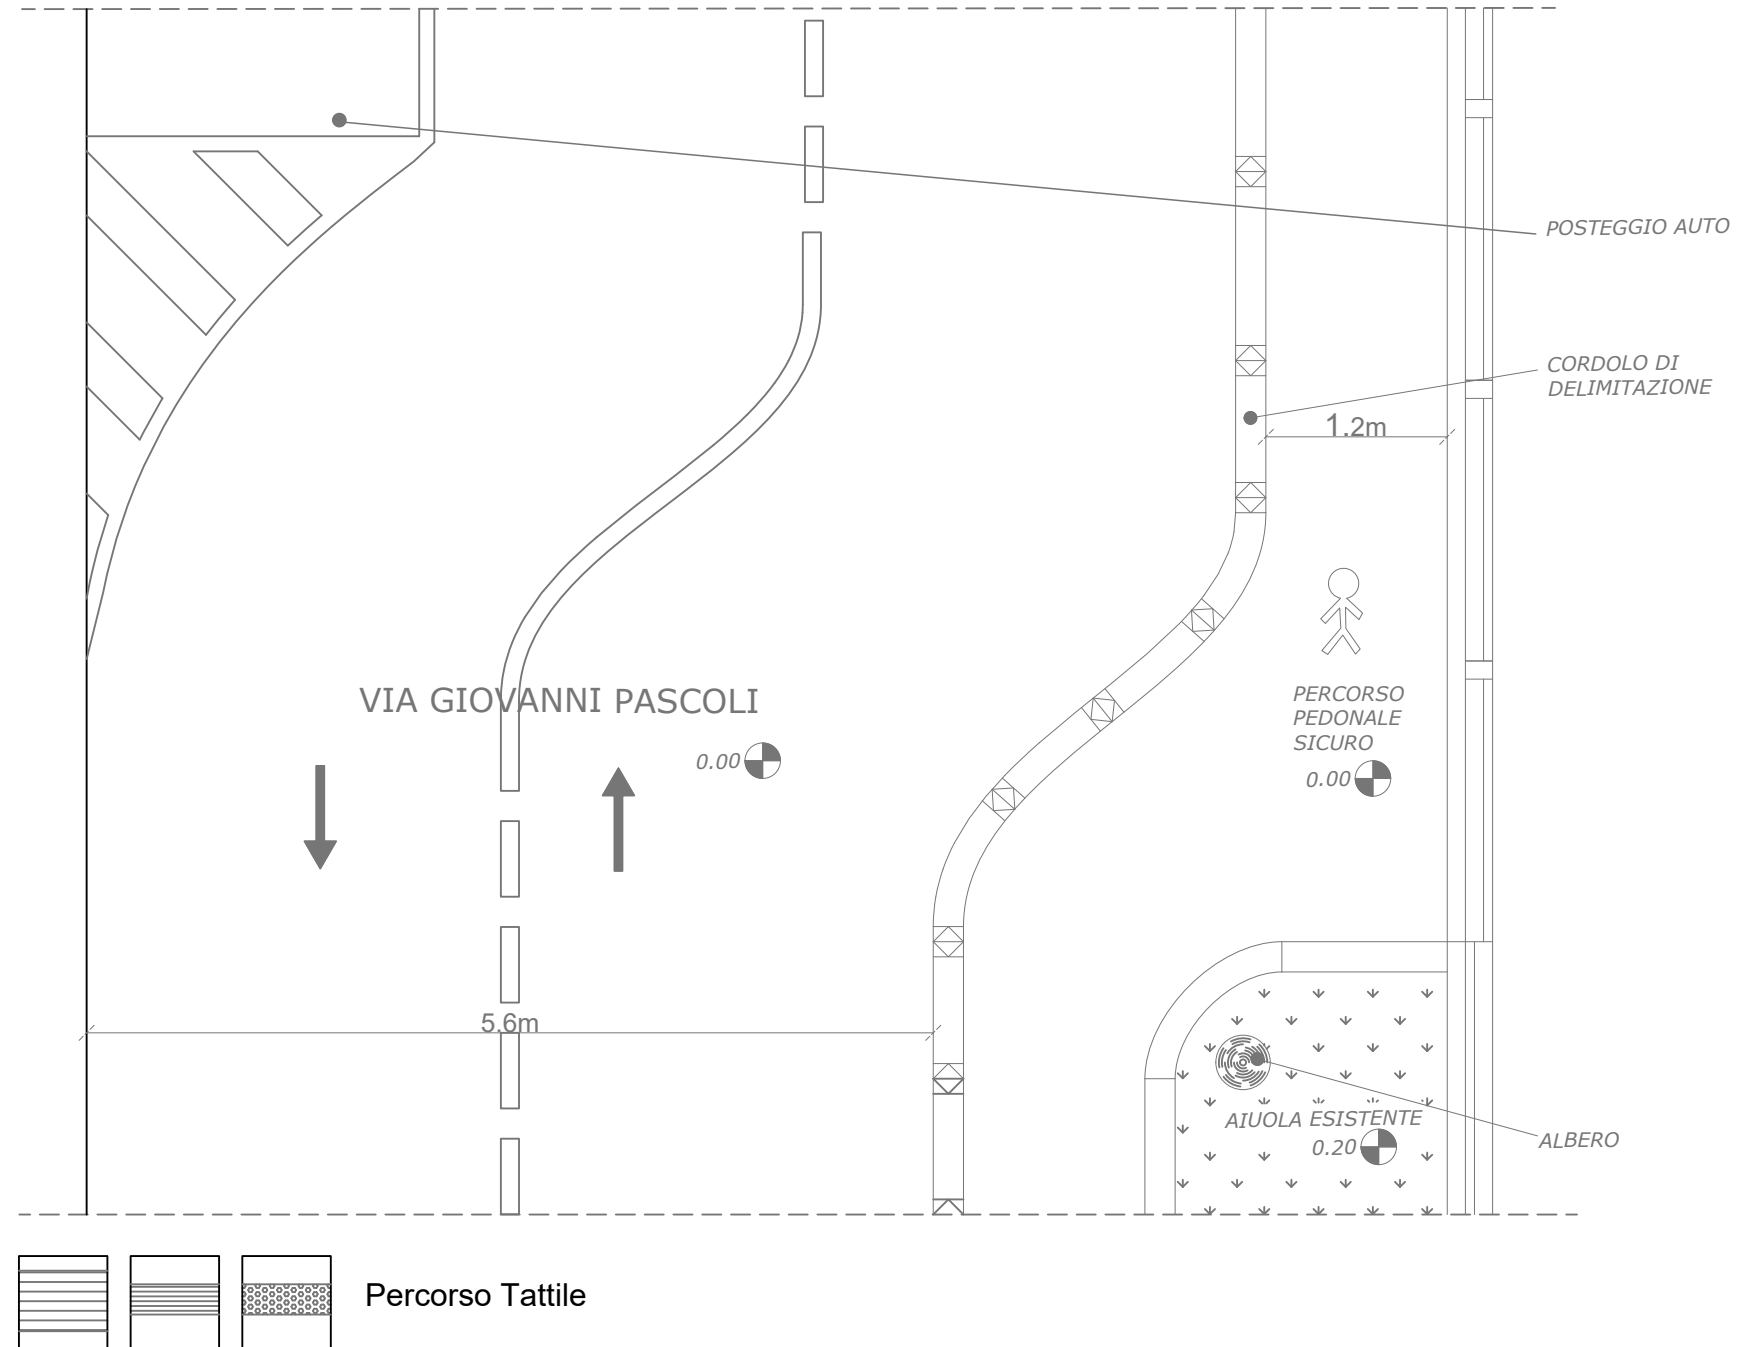 POSTEGGIO AUTO
CORDOLO DI
DELIMITAZIONE
1.2m
VIA GIOVANNI PASCOLI
0.00
PERCORSO
PEDONALE
SICURO
0.00
5.6m
AIUOLA ESISTENTE
0.20
ALBERO
Percorso Tattile